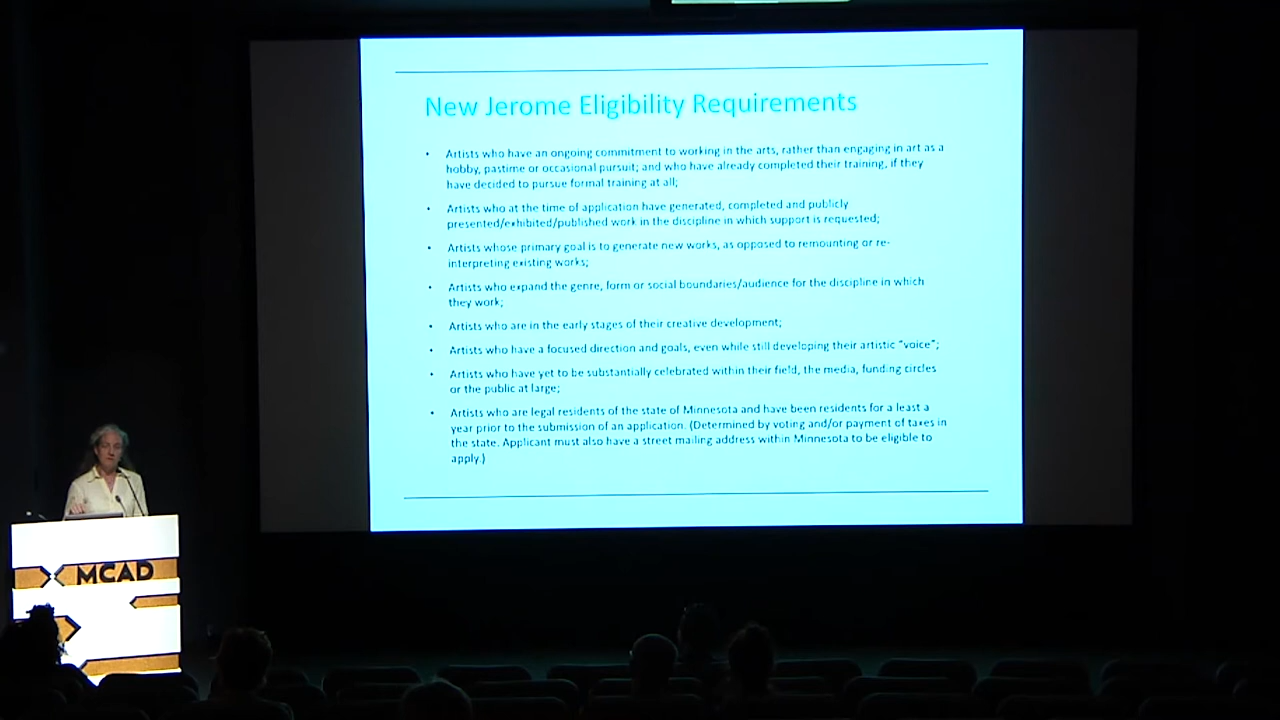 New Jerome Eligibility Requirements
• Artists who have an ongoing commitment to working in the arts, rather than engaging in art as a
hobby, pastime or occasional pursuit; and who have already completed their training, if they
have decided to pursue formal training at all;
• Artists who at the time of application have generated, completed and publicly
presented/exhibited/published work in the discipline in which support is requested;
• Artists whose primary goal is to generate new works, as opposed to remounting or re-
interpreting existing works;
• Artists who expand the genre, form or social boundaries/audience for the discipline in which
they work;
• Artists who are in the early stages of their creative development;
• Artists who have a focused direction and goals, even while still developing their artistic "voice";
• Artists who have yet to be substantially celebrated within their field, the media, funding circles
or the public at large;
• Artists who are legal residents of the state of Minnesota and have been residents for a least a
year prior to the submission of an application. (Determined by voting and/or payment of taxes in
the state. Applicant must also have a street mailing address within Minnesota to be eligible to
apply.)
MCAD